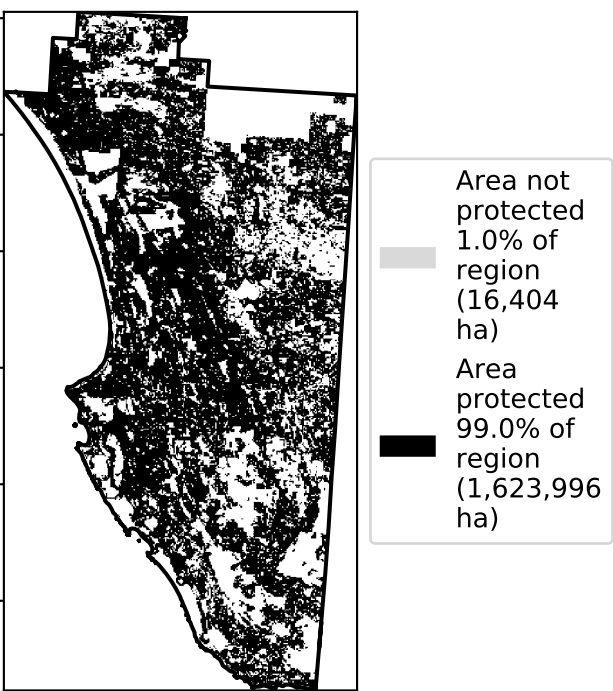 Area not
protected
1.0% of
region
(16,404
ha)
Area
protected
99.0% of
region
(1,623,996
ha)